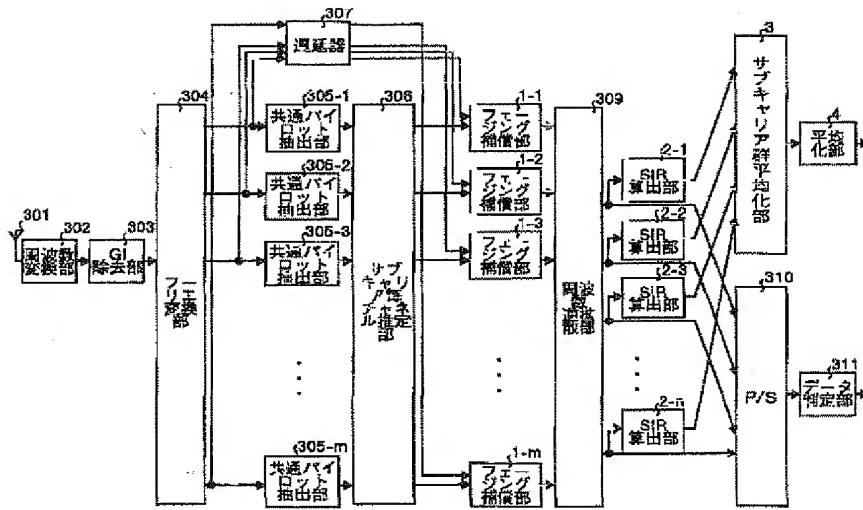 307
遅延器
304
305-1
共通パイロット抽出部
306
1-1
フェージング補償部
309
3
サブキャリア群平均化部
4
平均化部
305-2
共通パイロット抽出部
1-2
フェージング補償部
2-1
SIR算出部
301
302
周波数変換部
303
GI除去部
フーリエ変換部
305-3
共通パイロット抽出部
サブキャリアチャネル推定部
1-3
フェージング補償部
周波数逆拡散部
2-2
SIR算出部
2-3
SIR算出部
310
P/S
311
データ判定部
2-n
SIR算出部
305-m
共通パイロット抽出部
1-m
フェージング補償部